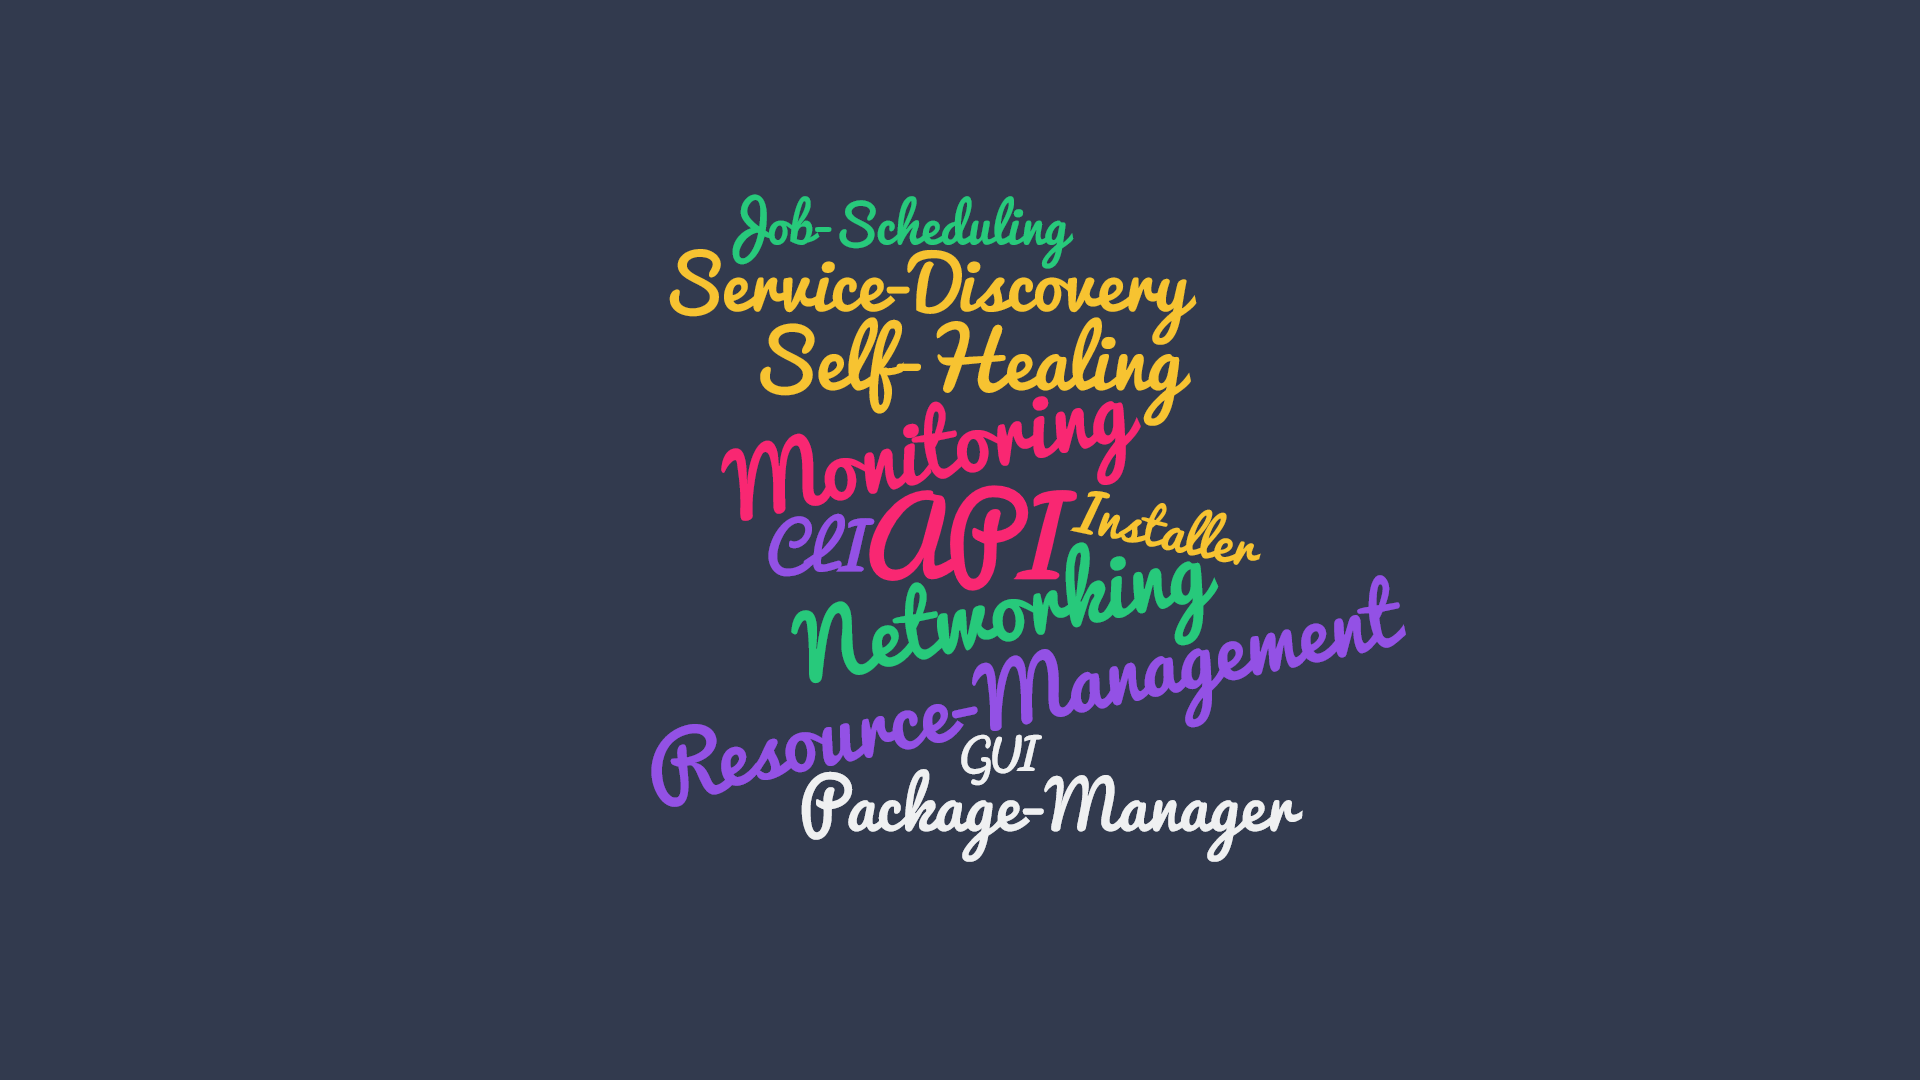 Job-Scheduling
Service-Discovery
Self-Healing
Monitoring
CLI
API
Installer
Networking
Resource-Management
GUI
Package-Manager